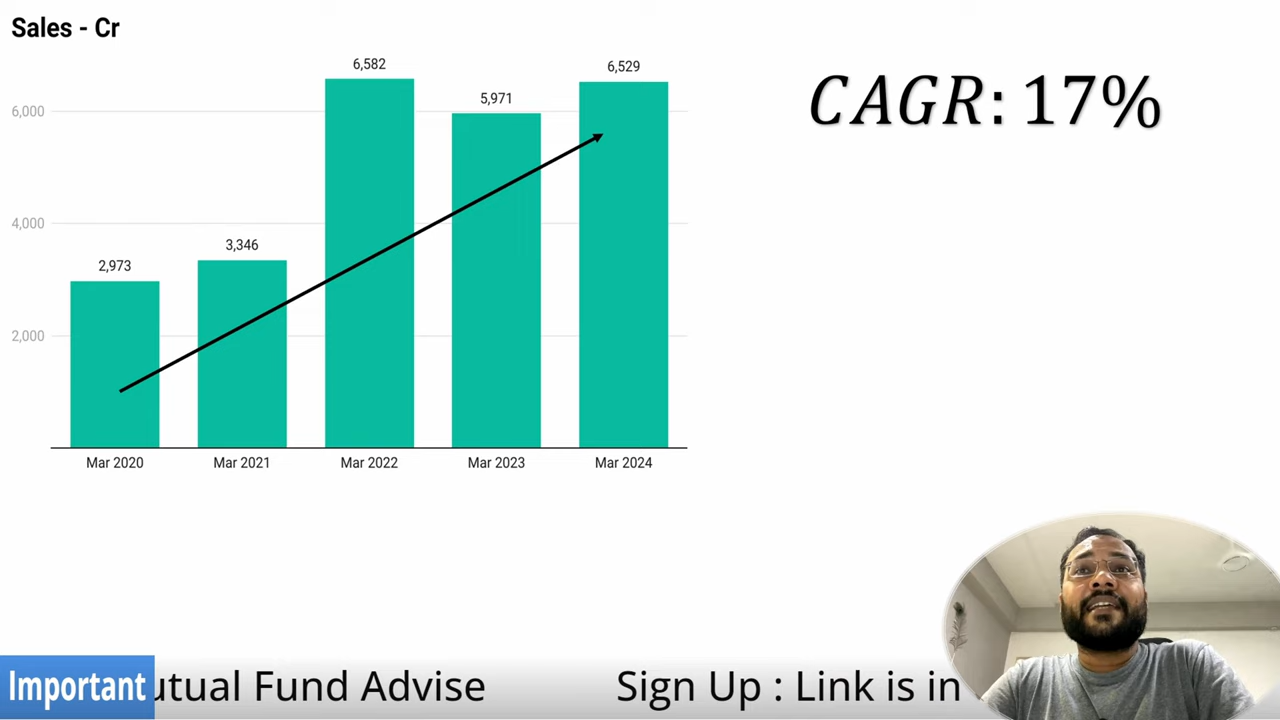 Sales - Cr
CAGR: 17%
6,582
6,529
5,971
6,000
4,000
3,346
2,973
2,000
Mar 2020 Mar 2021 Mar 2022 Mar 2023 Mar 2024
Important utual Fund Advise Sign Up : Link is in